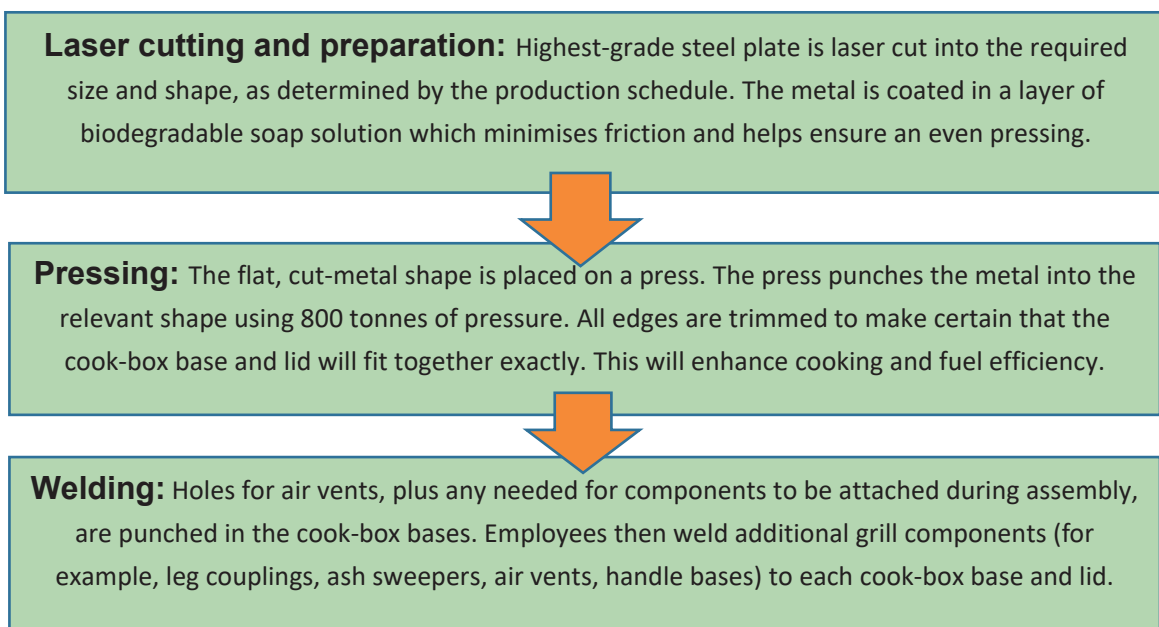 Laser cutting and preparation: Highest-grade steel plate is laser cut into the required
size and shape, as determined by the production schedule. The metal is coated in a layer of
biodegradable soap solution which minimises friction and helps ensure an even pressing.
Pressing: The flat, cut-metal shape is placed on a press. The press punches the metal into the
relevant shape using 800 tonnes of pressure. All edges are trimmed to make certain that the
cook-box base and lid will fit together exactly. This will enhance cooking and fuel efficiency.
Welding: Holes for air vents, plus any needed for components to be attached during assembly,
are punched in the cook-box bases. Employees then weld additional grill components (for
example, leg couplings, ash sweepers, air vents, handle bases) to each cook-box base and lid.